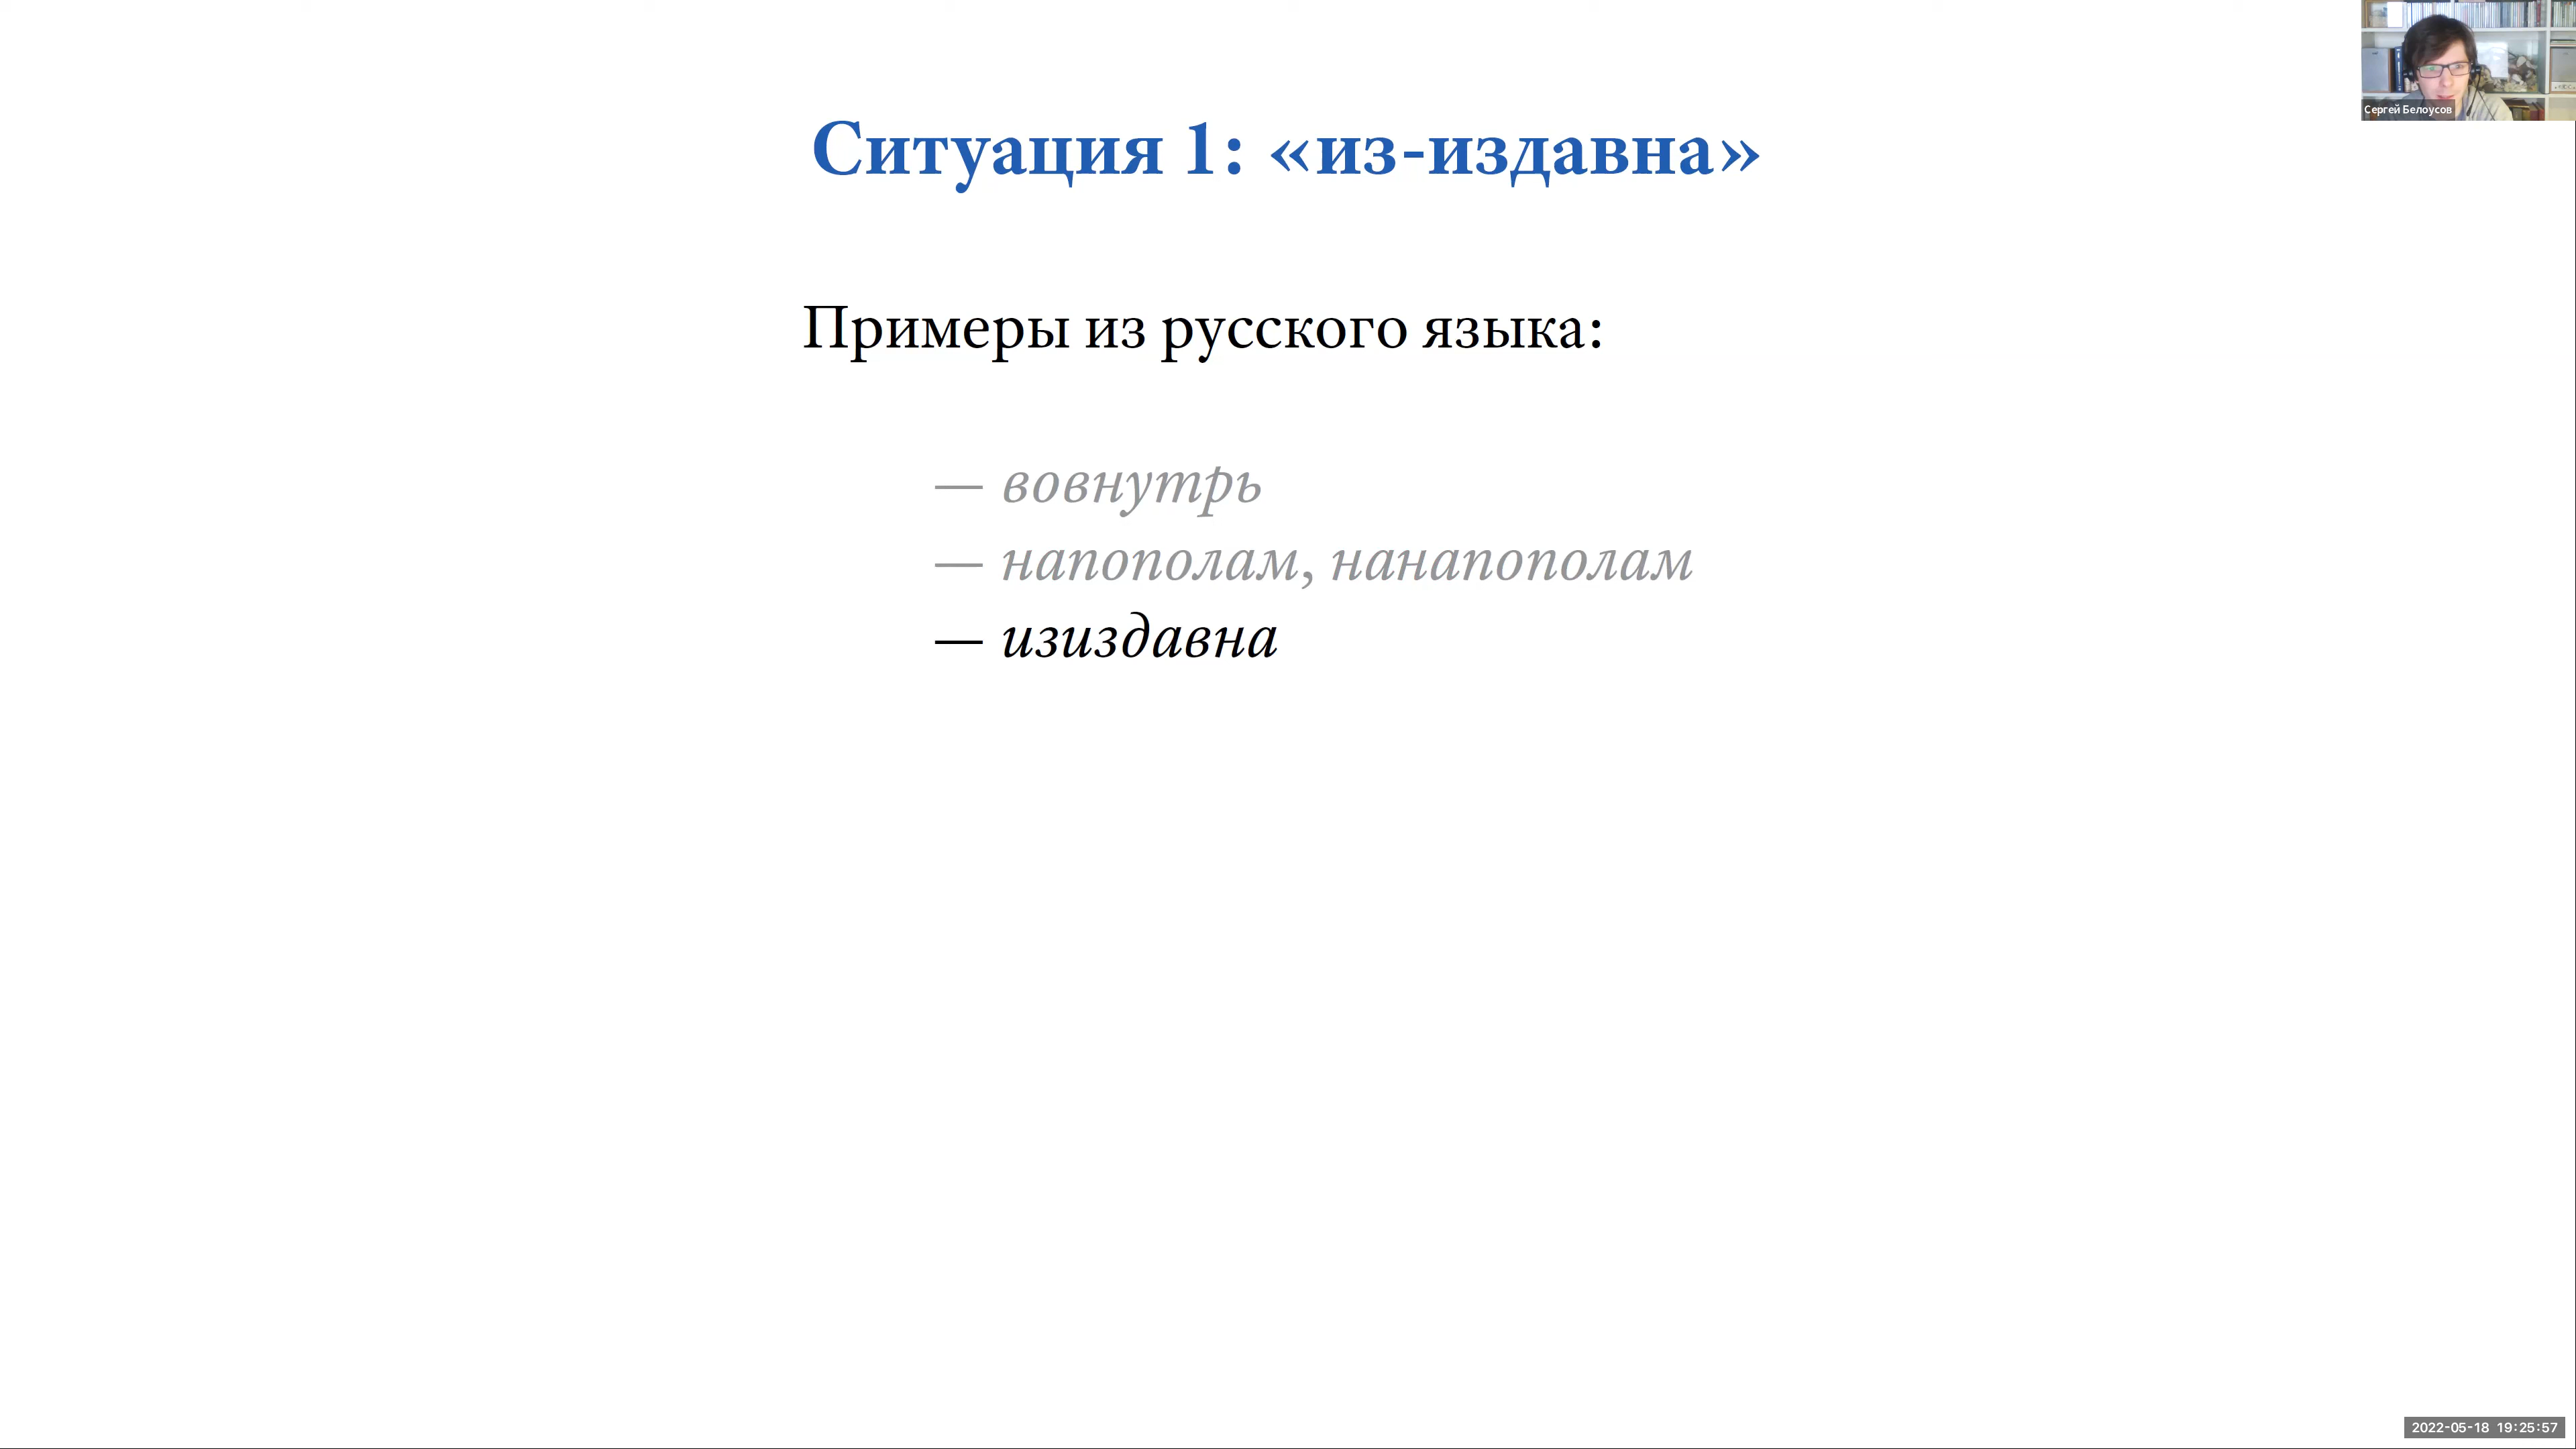 Сергей Белоусов
Ситуация 1: «из-издавна»
Примеры из русского языка:
— вовнутрь
— напополам, нанапополам
— изиздавна
2022-05-18 19:25:57